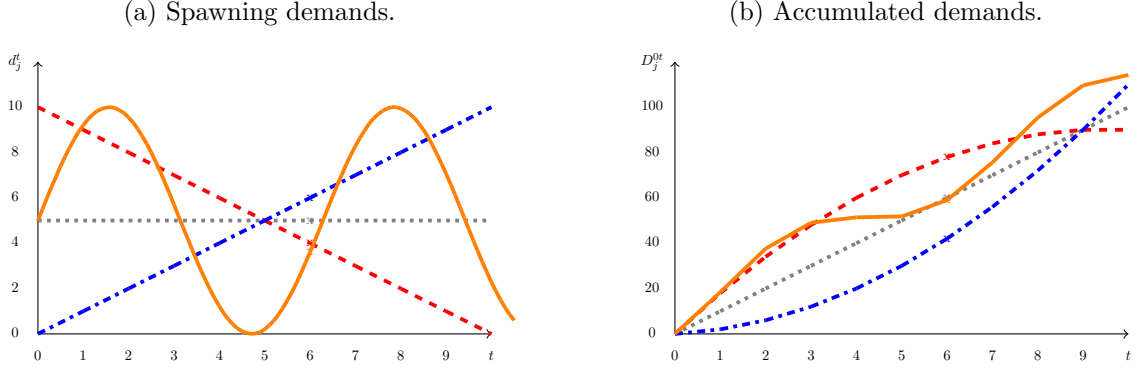 (a) Spawning demands.
d_j^t
10
8
6
4
2
0
0 1 2 3 4 5 6 7 8 9 t
(b) Accumulated demands.
D_j^{0t}
100
80
60
40
20
0
0 1 2 3 4 5 6 7 8 9 t